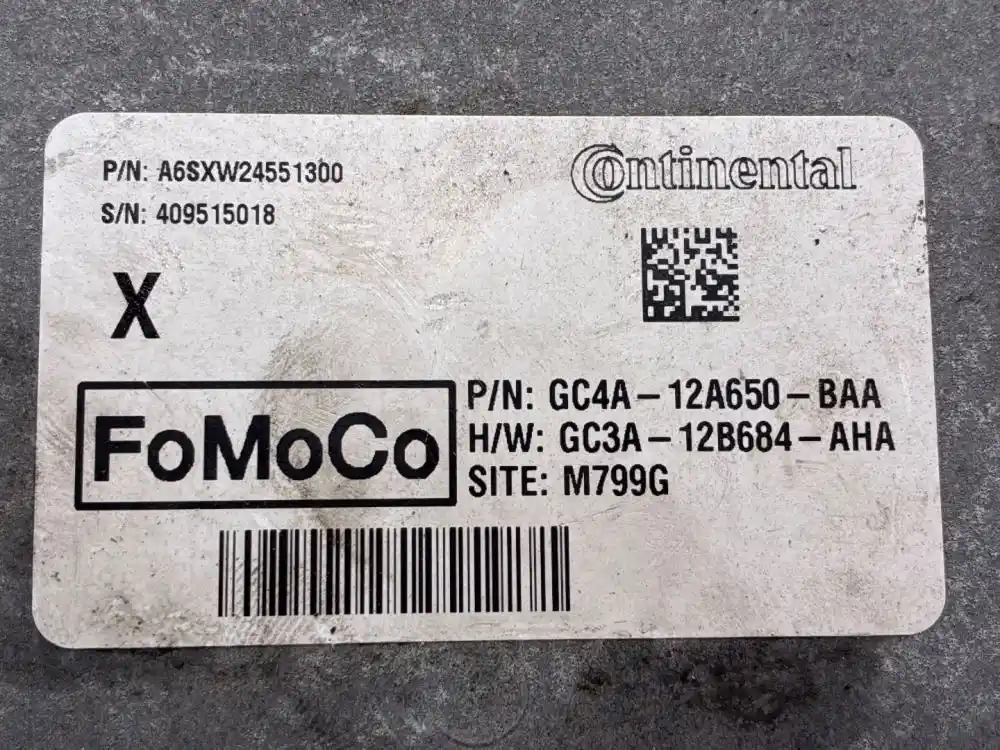 P/N: A6SXW24551300
S/N: 409515018
Continental
X
FoMoCo
P/N: GC4A-12A650-BAA
H/W: GC3A-12B684-AHA
SITE: M799G